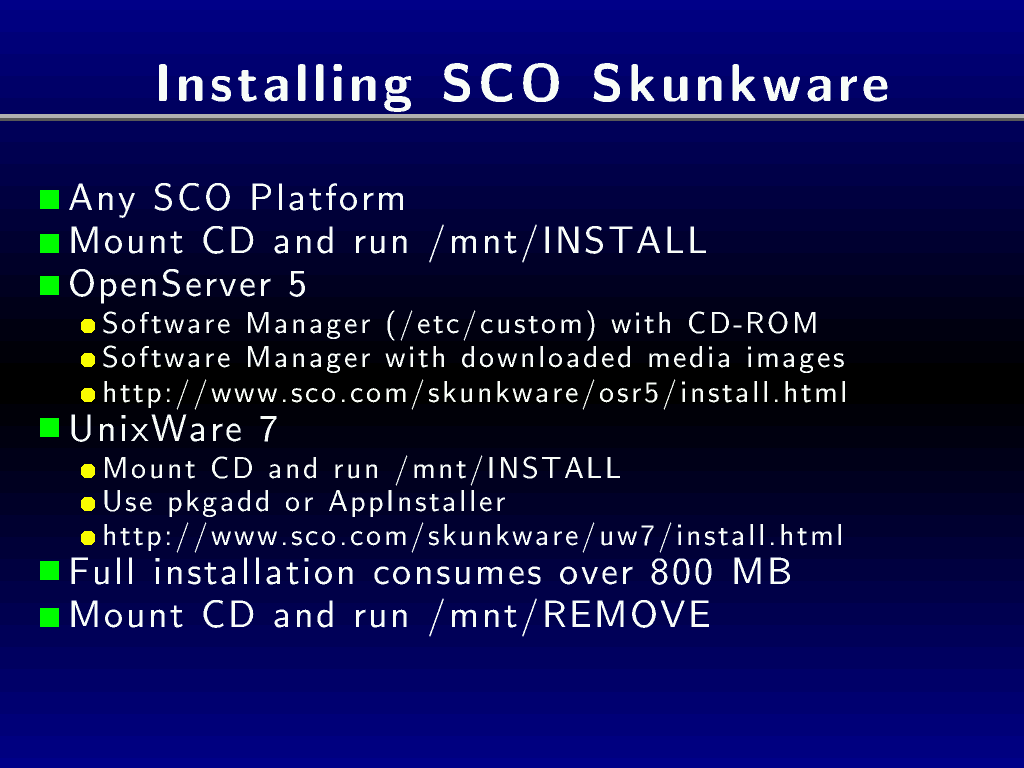 Installing SCO Skunkware
Any SCO Platform
Mount CD and run /mnt/INSTALL
OpenServer 5
Software Manager (/etc/custom) with CD-ROM
Software Manager with downloaded media images
http://www.sco.com/skunkware/osr5/install.html
UnixWare 7
Mount CD and run /mnt/INSTALL
Use pkgadd or AppInstaller
http://www.sco.com/skunkware/uw7/install.html
Full installation consumes over 800 MB
Mount CD and run /mnt/REMOVE